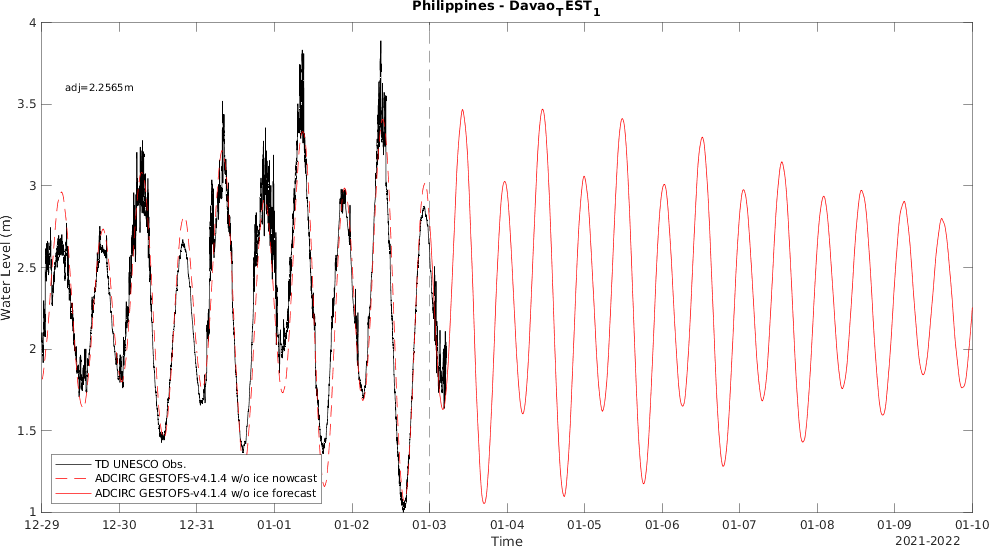 Philippines - DavaoTEST1
4
adj=2.2565m
3.5
3
2.5
2
1.5
1
Water Level (m)
TD UNESCO Obs.
ADCIRC GESTOFS-v4.1.4 w/o ice nowcast
ADCIRC GESTOFS-v4.1.4 w/o ice forecast
12-29 12-30 12-31 01-01 01-02 01-03 01-04 01-05 01-06 01-07 01-08 01-09 01-10
Time
2021-2022